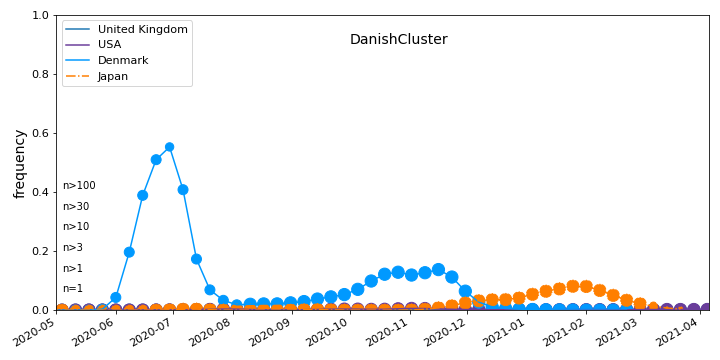 DanishCluster
United Kingdom
USA
Denmark
Japan
frequency
1.0
0.8
0.6
0.4
0.2
0.0
n>100
n>30
n>10
n>3
n>1
n=1
2020-05
2020-06
2020-07
2020-08
2020-09
2020-10
2020-11
2020-12
2021-01
2021-02
2021-03
2021-04